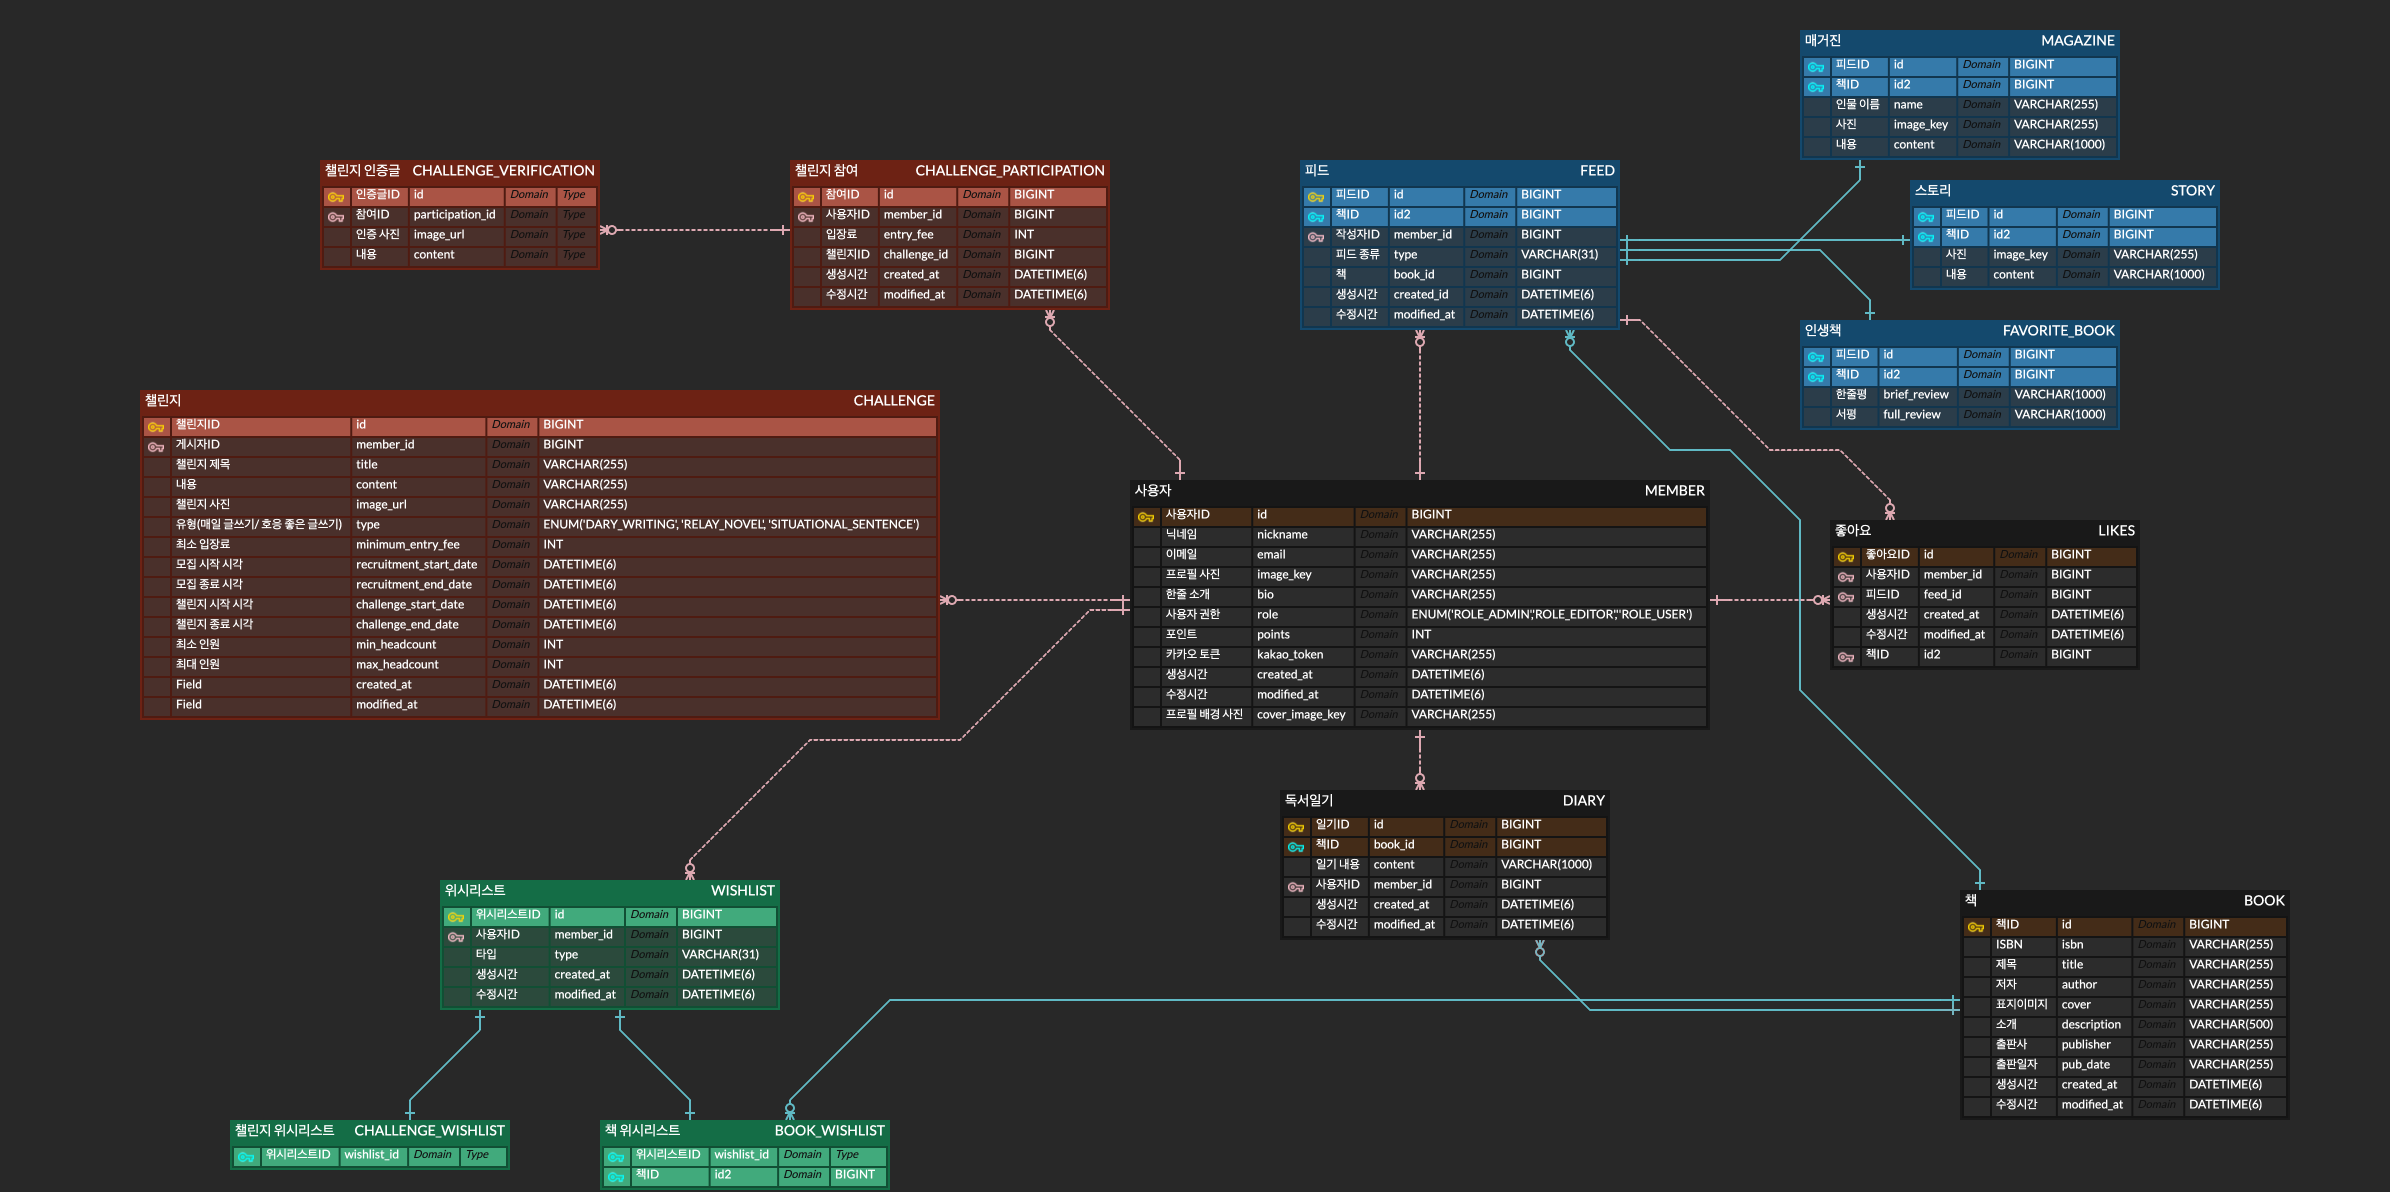 매거진 MAGAZINE
피드ID id Domain BIGINT
책ID id2 Domain BIGINT
인물 이름 name Domain VARCHAR(255)
사진 image_key Domain VARCHAR(255)
내용 content Domain VARCHAR(1000)
챌린지 인증글 CHALLENGE_VERIFICATION
인증글ID id Domain Type
참여ID participation_id Domain Type
인증 사진 image_url Domain Type
내용 content Domain Type
챌린지 참여 CHALLENGE_PARTICIPATION
참여ID id Domain BIGINT
사용자ID member_id Domain BIGINT
입장료 entry_fee Domain INT
챌린지ID challenge_id Domain BIGINT
생성시간 created_at Domain DATETIME(6)
수정시간 modified_at Domain DATETIME(6)
피드 FEED
피드ID id Domain BIGINT
책ID id2 Domain BIGINT
작성자ID member_id Domain BIGINT
피드 종류 type Domain VARCHAR(31)
책 book_id Domain BIGINT
생성시간 created_id Domain DATETIME(6)
수정시간 modified_at Domain DATETIME(6)
스토리 STORY
피드ID id Domain BIGINT
책ID id2 Domain BIGINT
사진 image_key Domain VARCHAR(255)
내용 content Domain VARCHAR(1000)
인생책 FAVORITE_BOOK
피드ID id Domain BIGINT
책ID id2 Domain BIGINT
한줄평 brief_review Domain VARCHAR(1000)
서평 full_review Domain VARCHAR(1000)
챌린지 CHALLENGE
챌린지ID id Domain BIGINT
게시자ID member_id Domain BIGINT
챌린지 제목 title Domain VARCHAR(255)
내용 content Domain VARCHAR(255)
챌린지 사진 image_url Domain VARCHAR(255)
유형(매일 글쓰기/ 호응 좋은 글쓰기) type Domain ENUM('DARY_WRITING', 'RELAY_NOVEL', 'SITUATIONAL_SENTENCE')
최소 입장료 minimum_entry_fee Domain INT
모집 시작 시각 recruitment_start_date Domain DATETIME(6)
모집 종료 시각 recruitment_end_date Domain DATETIME(6)
챌린지 시작 시각 challenge_start_date Domain DATETIME(6)
챌린지 종료 시각 challenge_end_date Domain DATETIME(6)
최소 인원 min_headcount Domain INT
최대 인원 max_headcount Domain INT
Field created_at Domain DATETIME(6)
Field modified_at Domain DATETIME(6)
사용자 MEMBER
사용자ID id Domain BIGINT
닉네임 nickname Domain VARCHAR(255)
이메일 email Domain VARCHAR(255)
프로필 사진 image_key Domain VARCHAR(255)
한줄 소개 bio Domain VARCHAR(255)
사용자 권한 role Domain ENUM('ROLE_ADMIN','ROLE_EDITOR','ROLE_USER')
포인트 points Domain INT
카카오 토큰 kakao_token Domain VARCHAR(255)
생성시간 created_at Domain DATETIME(6)
수정시간 modified_at Domain DATETIME(6)
프로필 배경 사진 cover_image_key Domain VARCHAR(255)
좋아요 LIKES
좋아요ID id Domain BIGINT
사용자ID member_id Domain BIGINT
피드ID feed_id Domain BIGINT
생성시간 created_at Domain DATETIME(6)
수정시간 modified_at Domain DATETIME(6)
책ID id2 Domain BIGINT
독서일기 DIARY
일기ID id Domain BIGINT
책ID book_id Domain BIGINT
일기 내용 content Domain VARCHAR(1000)
사용자ID member_id Domain BIGINT
생성시간 created_at Domain DATETIME(6)
수정시간 modified_at Domain DATETIME(6)
위시리스트 WISHLIST
위시리스트ID id Domain BIGINT
사용자ID member_id Domain BIGINT
타입 type Domain VARCHAR(31)
생성시간 created_at Domain DATETIME(6)
수정시간 modified_at Domain DATETIME(6)
책 BOOK
책ID id Domain BIGINT
ISBN isbn Domain VARCHAR(255)
제목 title Domain VARCHAR(255)
저자 author Domain VARCHAR(255)
표지이미지 cover Domain VARCHAR(255)
소개 description Domain VARCHAR(500)
출판사 publisher Domain VARCHAR(255)
출판일자 pub_date Domain VARCHAR(255)
생성시간 created_at Domain DATETIME(6)
수정시간 modified_at Domain DATETIME(6)
챌린지 위시리스트 CHALLENGE_WISHLIST
위시리스트ID wishlist_id Domain Type
책 위시리스트 BOOK_WISHLIST
위시리스트ID wishlist_id Domain Type
책ID id2 Domain BIGINT